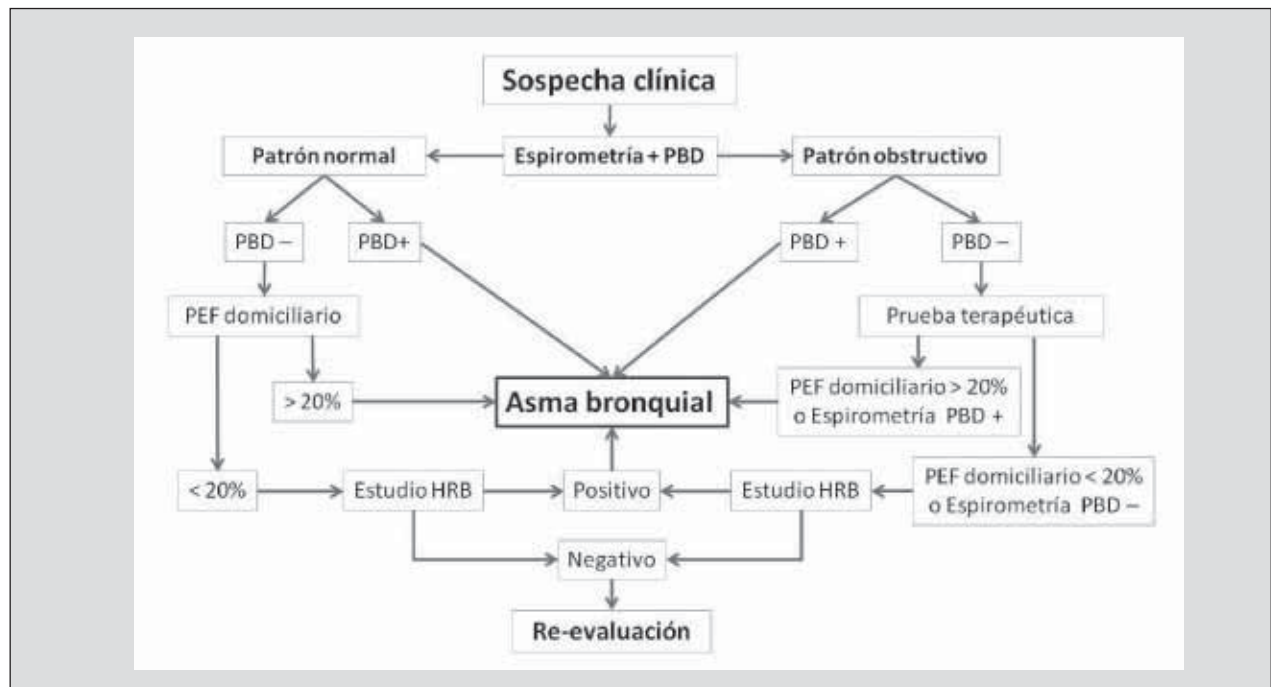 Sospecha clínica
Patrón normal
Espirometría + PBD
Patrón obstructivo
PBD –
PBD+
PBD +
PBD –
PEF domiciliario
Prueba terapéutica
> 20%
Asma bronquial
PEF domiciliario > 20%
o Espirometría PBD +
< 20%
Estudio HRB
Positivo
Estudio HRB
PEF domiciliario < 20%
o Espirometría PBD –
Negativo
Re-evaluación